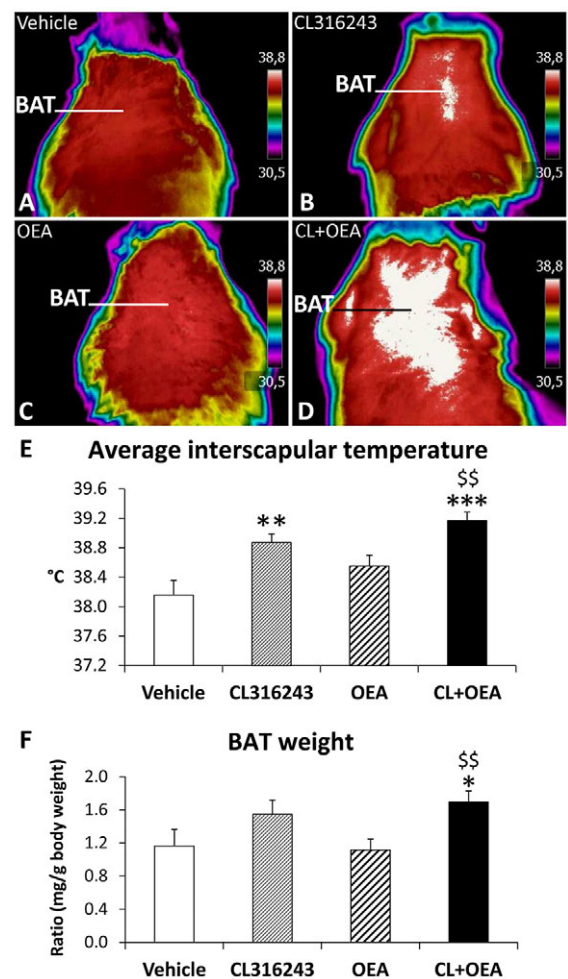 Vehicle
38,8
BAT
30,5
A
CL316243
38,8
BAT
30,5
B
OEA
38,8
BAT
30,5
C
CL+OEA
38,8
BAT
30,5
D
E Average interscapular temperature
39.6
39.2
38.8
38.4
38.0
37.6
37.2
°C
**
$$
***
Vehicle CL316243 OEA CL+OEA
F BAT weight
Ratio (mg/g body weight)
2.0
1.6
1.2
0.8
0.4
0.0
$$
*
Vehicle CL316243 OEA CL+OEA